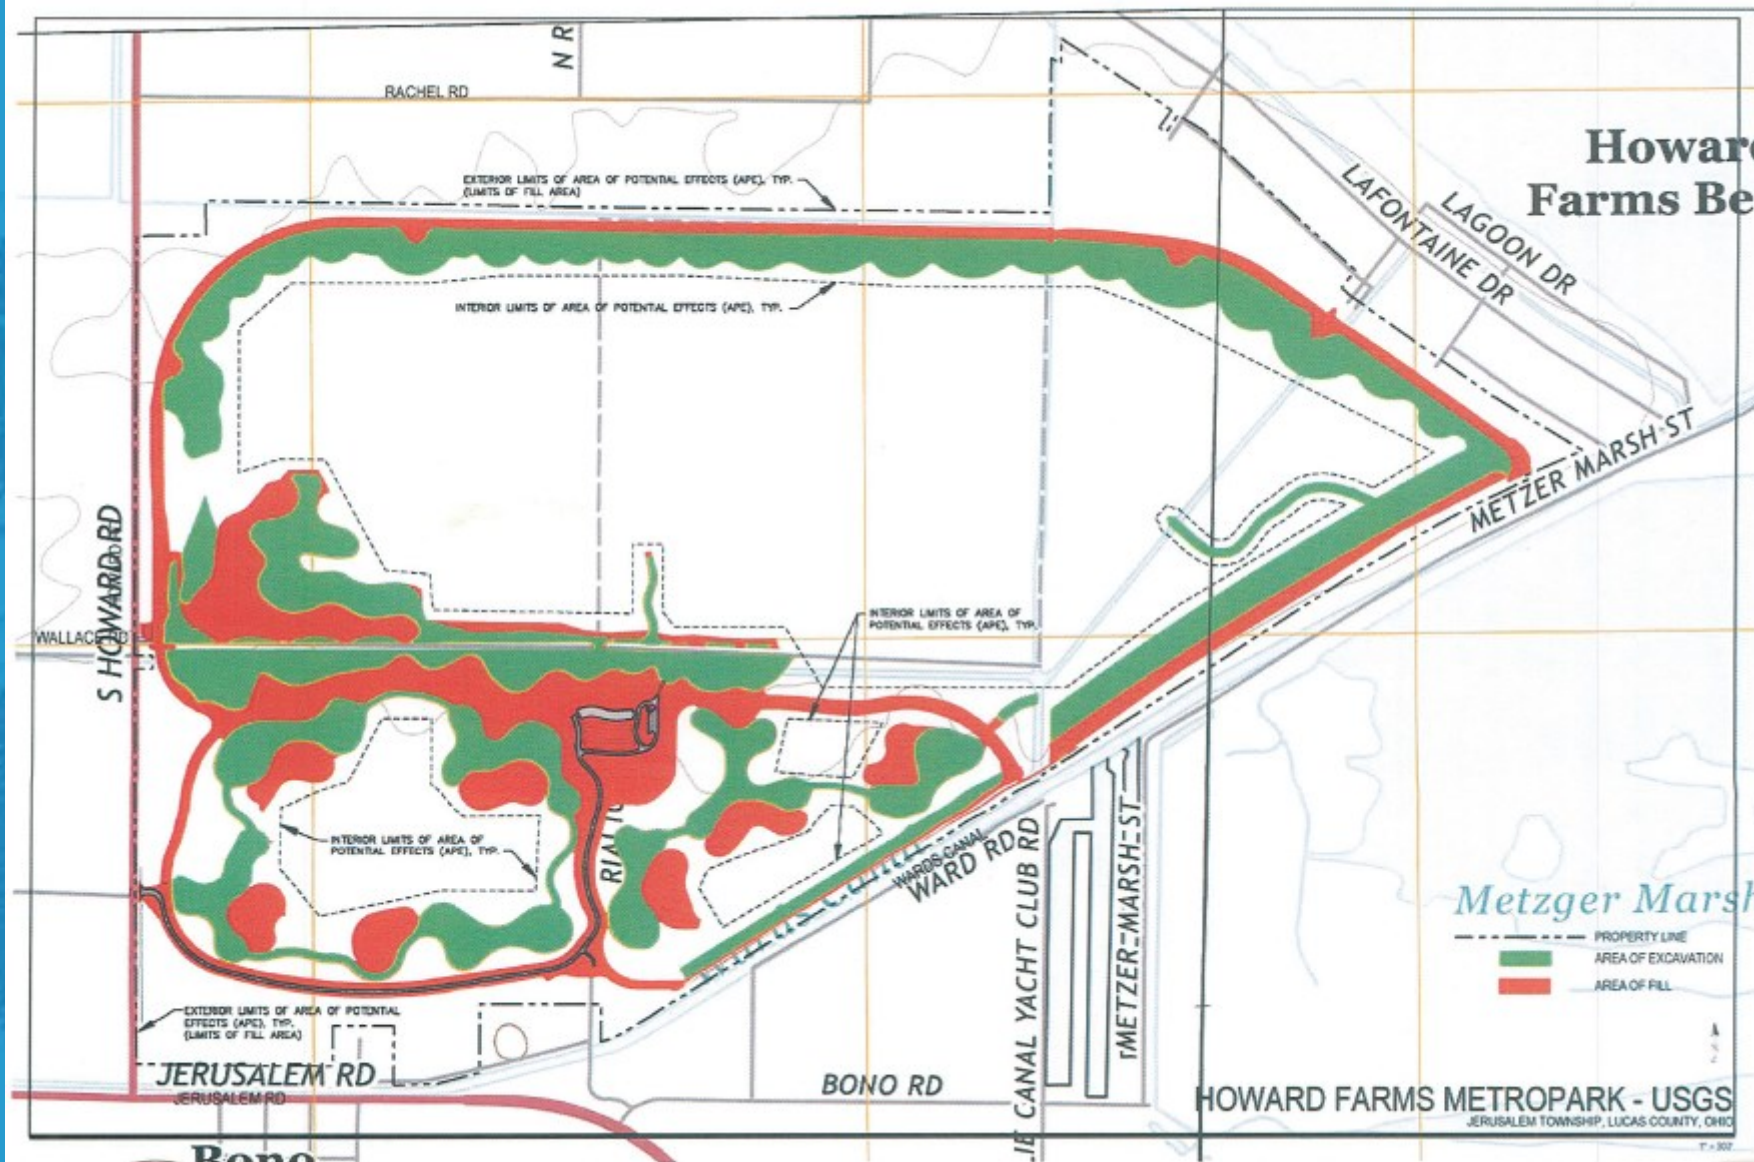 N R
RACHEL RD
Howar
Farms Be
EXTERIOR LIMITS OF AREA OF POTENTIAL EFFECTS (APE), TYP.
(LIMITS OF FILL AREA)
LAFONTAINE DR
LAGOON DR
INTERIOR LIMITS OF AREA OF POTENTIAL EFFECTS (APE), TYP.
METZER MARSH ST
S HOWARD RD
WALLACE RD
INTERIOR LIMITS OF AREA OF
POTENTIAL EFFECTS (APE), TYP.
INTERIOR LIMITS OF AREA OF
POTENTIAL EFFECTS (APE), TYP.
WARDS CANAL
WARD RD
METZER-MARSH-ST
IE CANAL YACHT CLUB RD
Metzger Marsh
PROPERTY LINE
AREA OF EXCAVATION
AREA OF FILL
EXTERIOR LIMITS OF AREA OF POTENTIAL
EFFECTS (APE), TYP.
(LIMITS OF FILL AREA)
JERUSALEM RD
JERUSALEM RD
BONO RD
HOWARD FARMS METROPARK - USGS
JERUSALEM TOWNSHIP, LUCAS COUNTY, OHIO
Bono